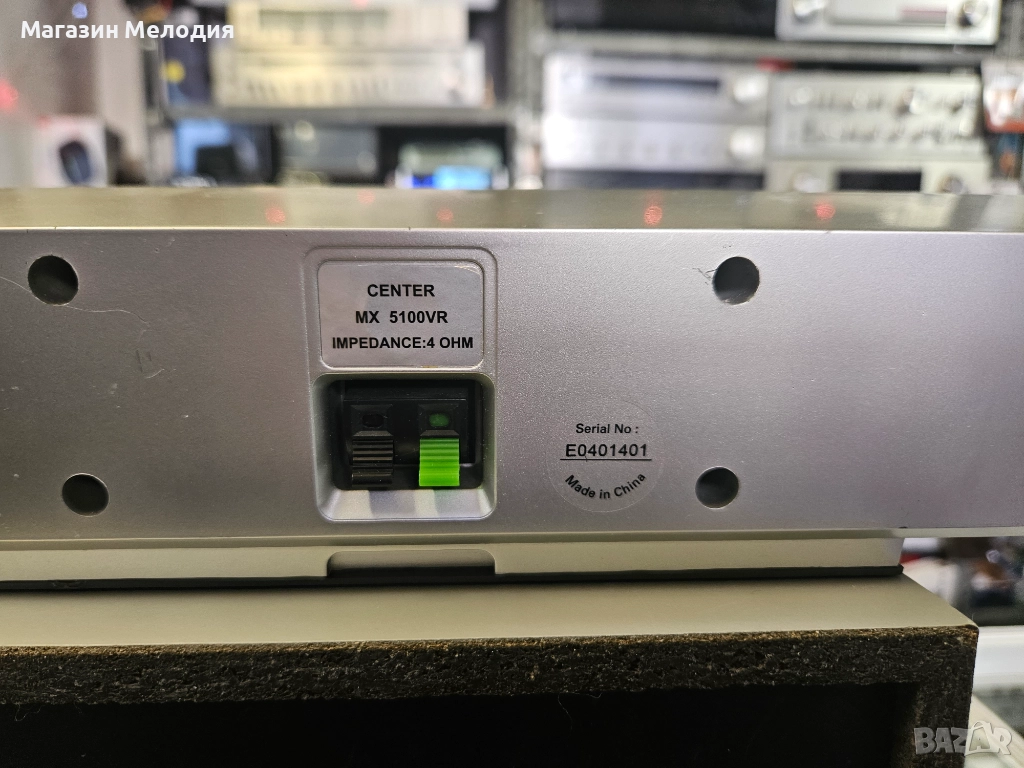 Магазин Мелодия
CENTER
MX 5100VR
IMPEDANCE:4 OHM
Serial No :
E0401401
Made in China
BAZAR